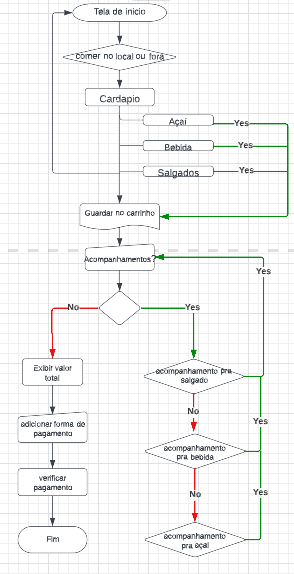 Tela de inicio
comer no local ou fora
Cardapio
Açaí
Yes
Bebida
Yes
Salgados
Yes
Guardar no carrinho
Acompanhamentos?
Yes
No
Yes
Exibir valor
total
acompanhamento pra
salgado
No
adicionar forma de
pagamento
Yes
acompanhamento
pra bebida
verificar
pagamento
No
Yes
Fim
acompanhamento
pra açaí